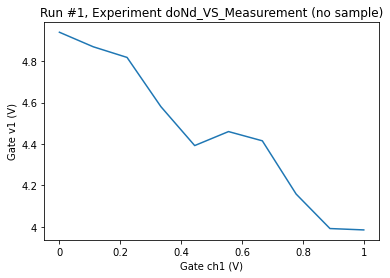 Run #1, Experiment doNd_VS_Measurement (no sample)
4.8
4.6
4.4
4.2
4
Gate v1 (V)
0 0.2 0.4 0.6 0.8 1
Gate ch1 (V)